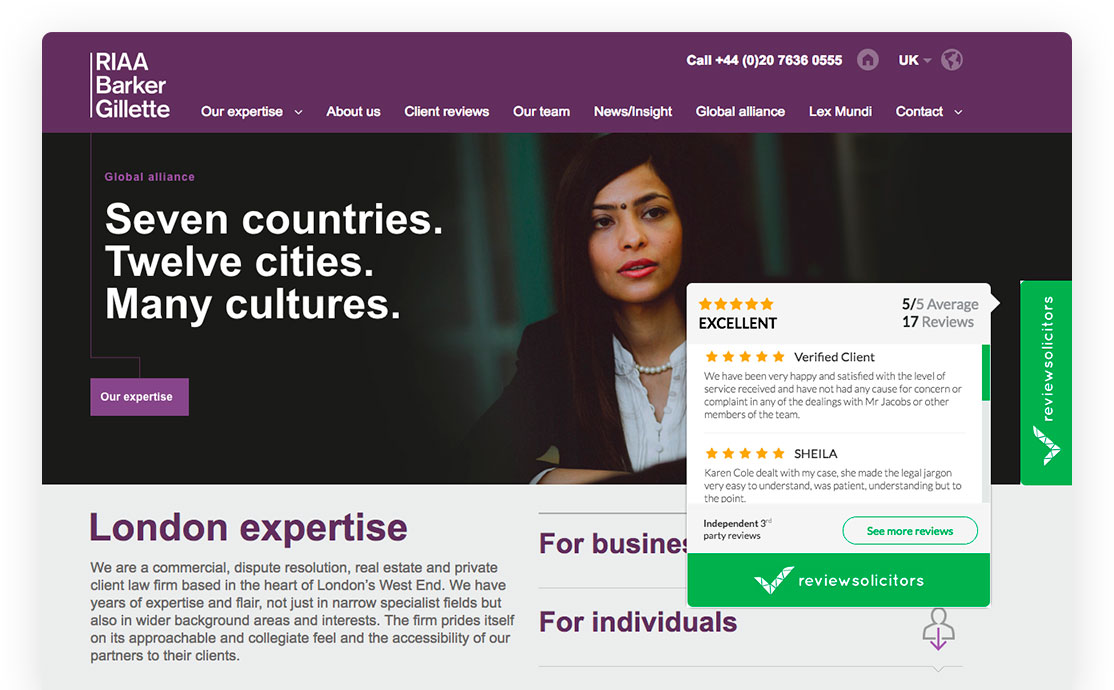 RIAA
Barker
Gillette
Call +44 (0)20 7636 0555
UK
Our expertise
About us
Client reviews
Our team
News/Insight
Global alliance
Lex Mundi
Contact
Global alliance
Seven countries.
Twelve cities.
Many cultures.
Our expertise
EXCELLENT
5/5 Average
17 Reviews
Verified Client
We have been very happy and satisfied with the level of
service received and have not had any cause for concern or
complaint in any of the dealings with Mr Jacobs or other
members of the team.
SHEILA
Karen Cole dealt with my case, she made the legal jargon
very easy to understand, was patient, understanding but to
the point.
Independent 3rd
party reviews
See more reviews
reviewsolicitors
reviewsolicitors
London expertise
We are a commercial, dispute resolution, real estate and private
client law firm based in the heart of London's West End. We have
years of expertise and flair, not just in narrow specialist fields but
also in wider background areas and interests. The firm prides itself
on its approachable and collegiate feel and the accessibility of our
partners to their clients.
For busines
For individuals